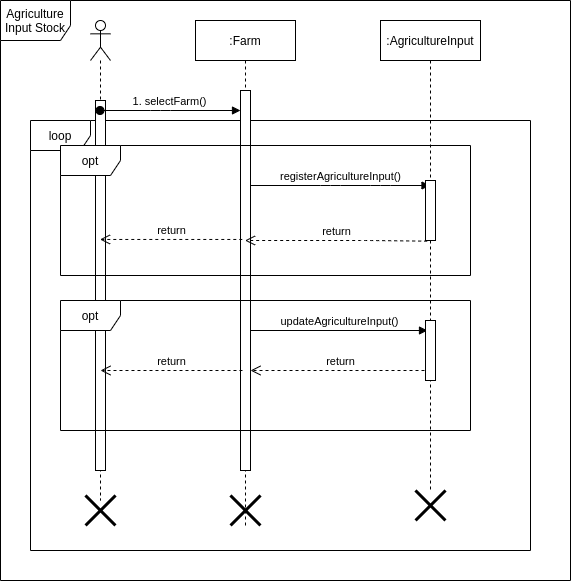 Agriculture
Input Stock
:Farm
:AgricultureInput
1. selectFarm()
loop
opt
registerAgricultureInput()
return
return
opt
updateAgricultureInput()
return
return